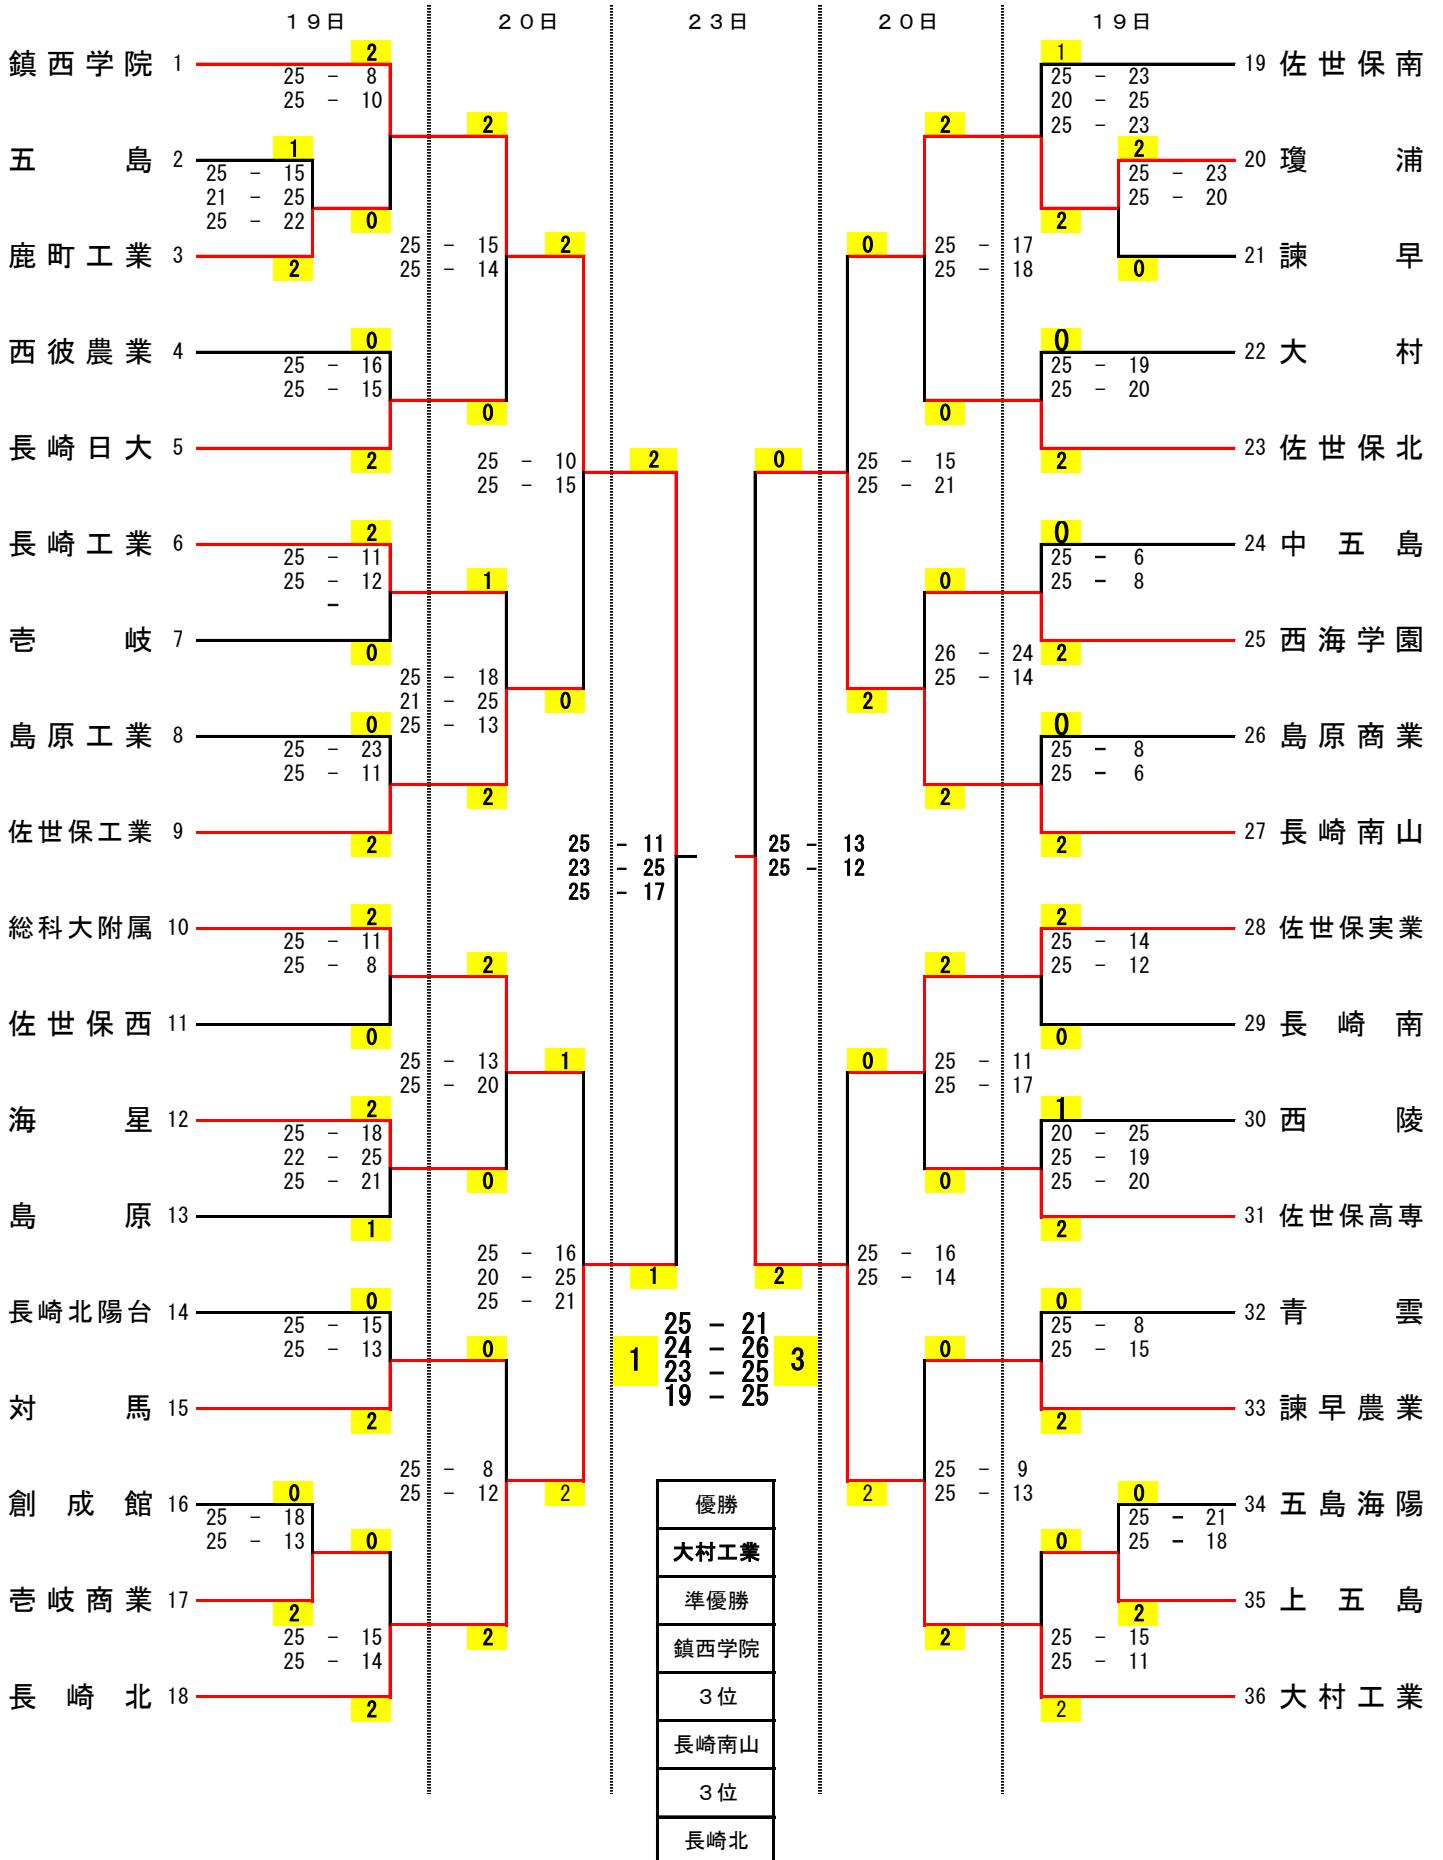 １９日 ２０日 ２３日 ２０日 １９日
鎮西学院 1
2
25 － 8
25 － 10
五島 2
1
25 － 15
21 － 25
25 － 22
0
鹿町工業 3
2
2
25 － 15
25 － 14
2
西彼農業 4
0
25 － 16
25 － 15
0
長崎日大 5
2
25 － 10
25 － 15
2
長崎工業 6
2
25 － 11
25 － 12
－
1
壱岐 7
0
25 － 18
21 － 25
25 － 13
0
島原工業 8
0
25 － 23
25 － 11
2
佐世保工業 9
2
25 － 11
23 － 25
25 － 17
総科大附属 10
2
25 － 11
25 － 8
2
佐世保西 11
0
25 － 13
25 － 20
1
海星 12
2
25 － 18
22 － 25
25 － 21
0
島原 13
1
25 － 16
20 － 25
25 － 21
1
長崎北陽台 14
0
25 － 15
25 － 13
0
対馬 15
2
25 － 8
25 － 12
2
創成館 16
0
25 － 18
25 － 13
0
壱岐商業 17
2
25 － 15
25 － 14
2
長崎北 18
2
1
19 佐世保南
25 － 23
20 － 25
25 － 23
2
2
20 瓊浦
25 － 23
25 － 20
2
21 諫早
0
0
25 － 17
25 － 18
0
22 大村
25 － 19
25 － 20
0
23 佐世保北
2
0
25 － 15
25 － 21
0
24 中五島
25 － 6
25 － 8
0
25 西海学園
2
26 － 24
25 － 14
2
0
26 島原商業
25 － 8
25 － 6
2
27 長崎南山
2
25 － 13
25 － 12
2
28 佐世保実業
25 － 14
25 － 12
2
29 長崎南
0
0
25 － 11
25 － 17
1
30 西陵
20 － 25
25 － 19
25 － 20
0
31 佐世保高専
2
25 － 16
25 － 14
2
0
32 青雲
25 － 8
25 － 15
0
33 諫早農業
2
25 － 9
25 － 13
2
0
34 五島海陽
25 － 21
25 － 18
0
35 上五島
2
2
25 － 15
25 － 11
36 大村工業
2
1
25 － 21
24 － 26
23 － 25
19 － 25
3
優勝
大村工業
準優勝
鎮西学院
３位
長崎南山
３位
長崎北